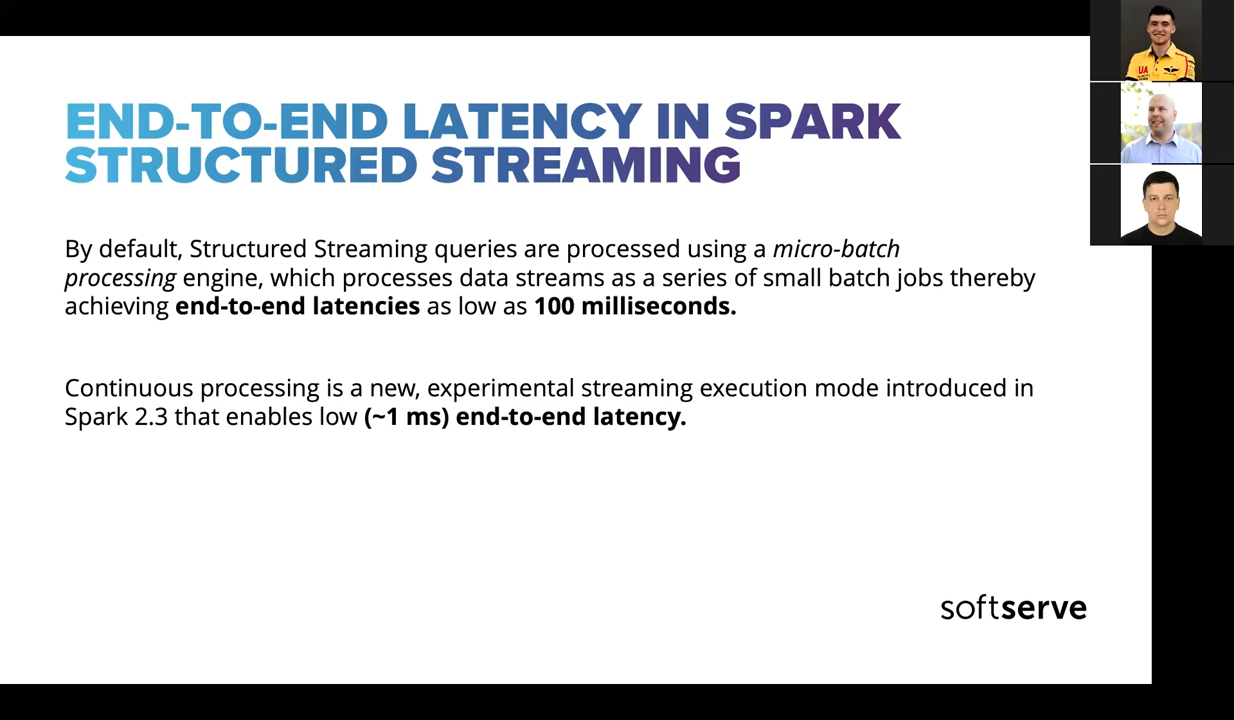 END-TO-END LATENCY IN SPARK
STRUCTURED STREAMING
By default, Structured Streaming queries are processed using a micro-batch
processing engine, which processes data streams as a series of small batch jobs thereby
achieving end-to-end latencies as low as 100 milliseconds.
Continuous processing is a new, experimental streaming execution mode introduced in
Spark 2.3 that enables low (~1 ms) end-to-end latency.
softserve
UA